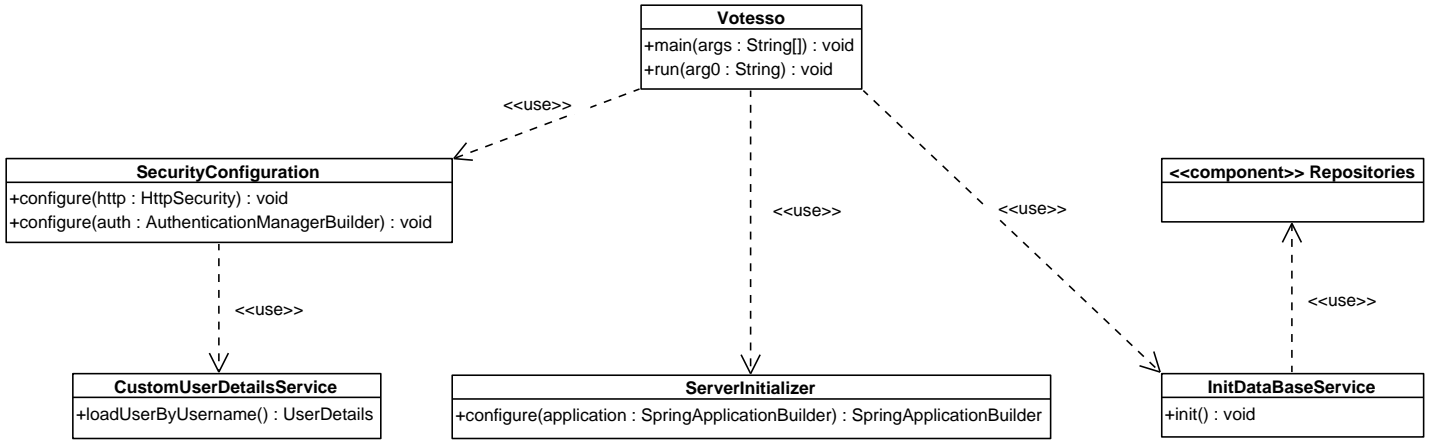 Votesso
+main(args : String[]) : void
+run(arg0 : String) : void
<<use>>
SecurityConfiguration
+configure(http : HttpSecurity) : void
+configure(auth : AuthenticationManagerBuilder) : void
<<component>> Repositories
<<use>>
<<use>>
<<use>>
<<use>>
CustomUserDetailsService
+loadUserByUsername() : UserDetails
ServerInitializer
+configure(application : SpringApplicationBuilder) : SpringApplicationBuilder
InitDataBaseService
+init() : void